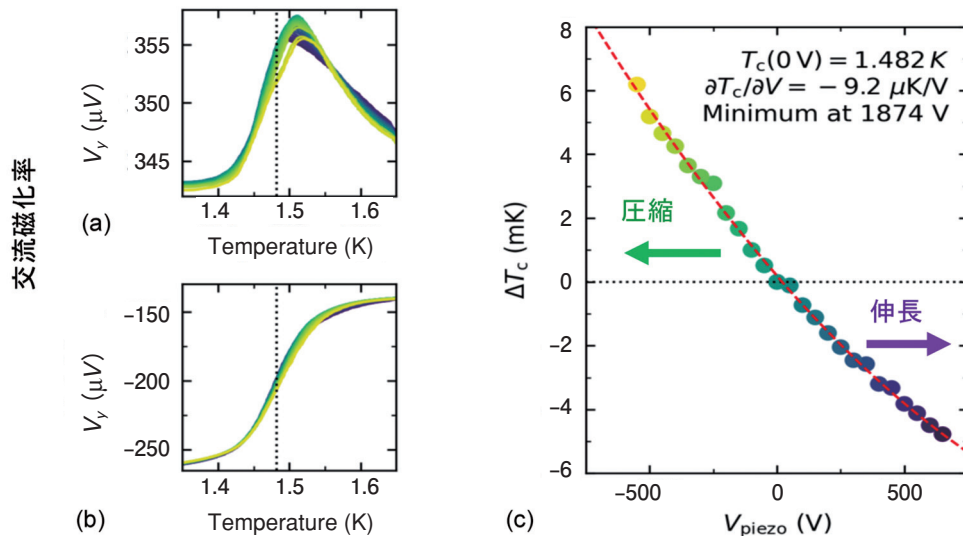 交流磁化率
355
350
345
V_y (μV)
1.4 1.5 1.6
(a)
Temperature (K)
−150
−200
−250
V_y (μV)
1.4 1.5 1.6
(b)
Temperature (K)
8
6
4
2
0
−2
−4
−6
ΔT_c (mK)
T_c(0 V) = 1.482 K
∂T_c/∂V = − 9.2 μK/V
Minimum at 1874 V
圧縮
伸長
−500 0 500
(c)
V_piezo (V)